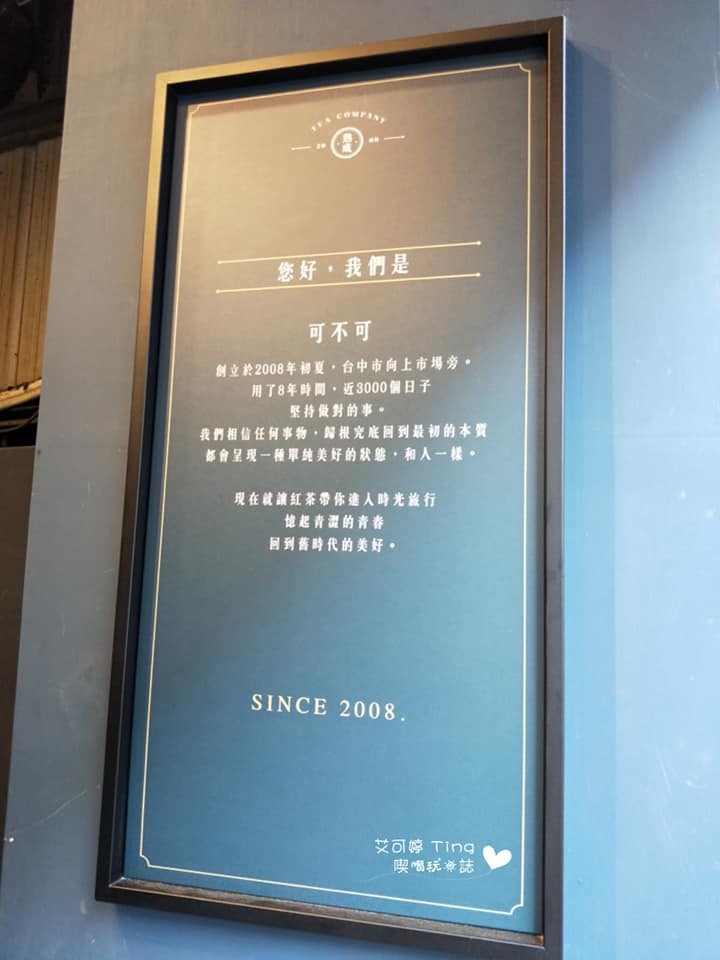 TEA COMPANY
20 熟成 08
您好，我們是
可不可
創立於2008年初夏，台中市向上市場旁。
用了8年時間，近3000個日子
堅持做對的事。
我們相信任何事物，歸根究底回到最初的本質
都會呈現一種單純美好的狀態，和人一樣。
現在就讓紅茶帶你進入時光旅行
憶起青澀的青春
回到舊時代的美好。
SINCE 2008.
艾可婷 Ting
喫喝玩樂誌